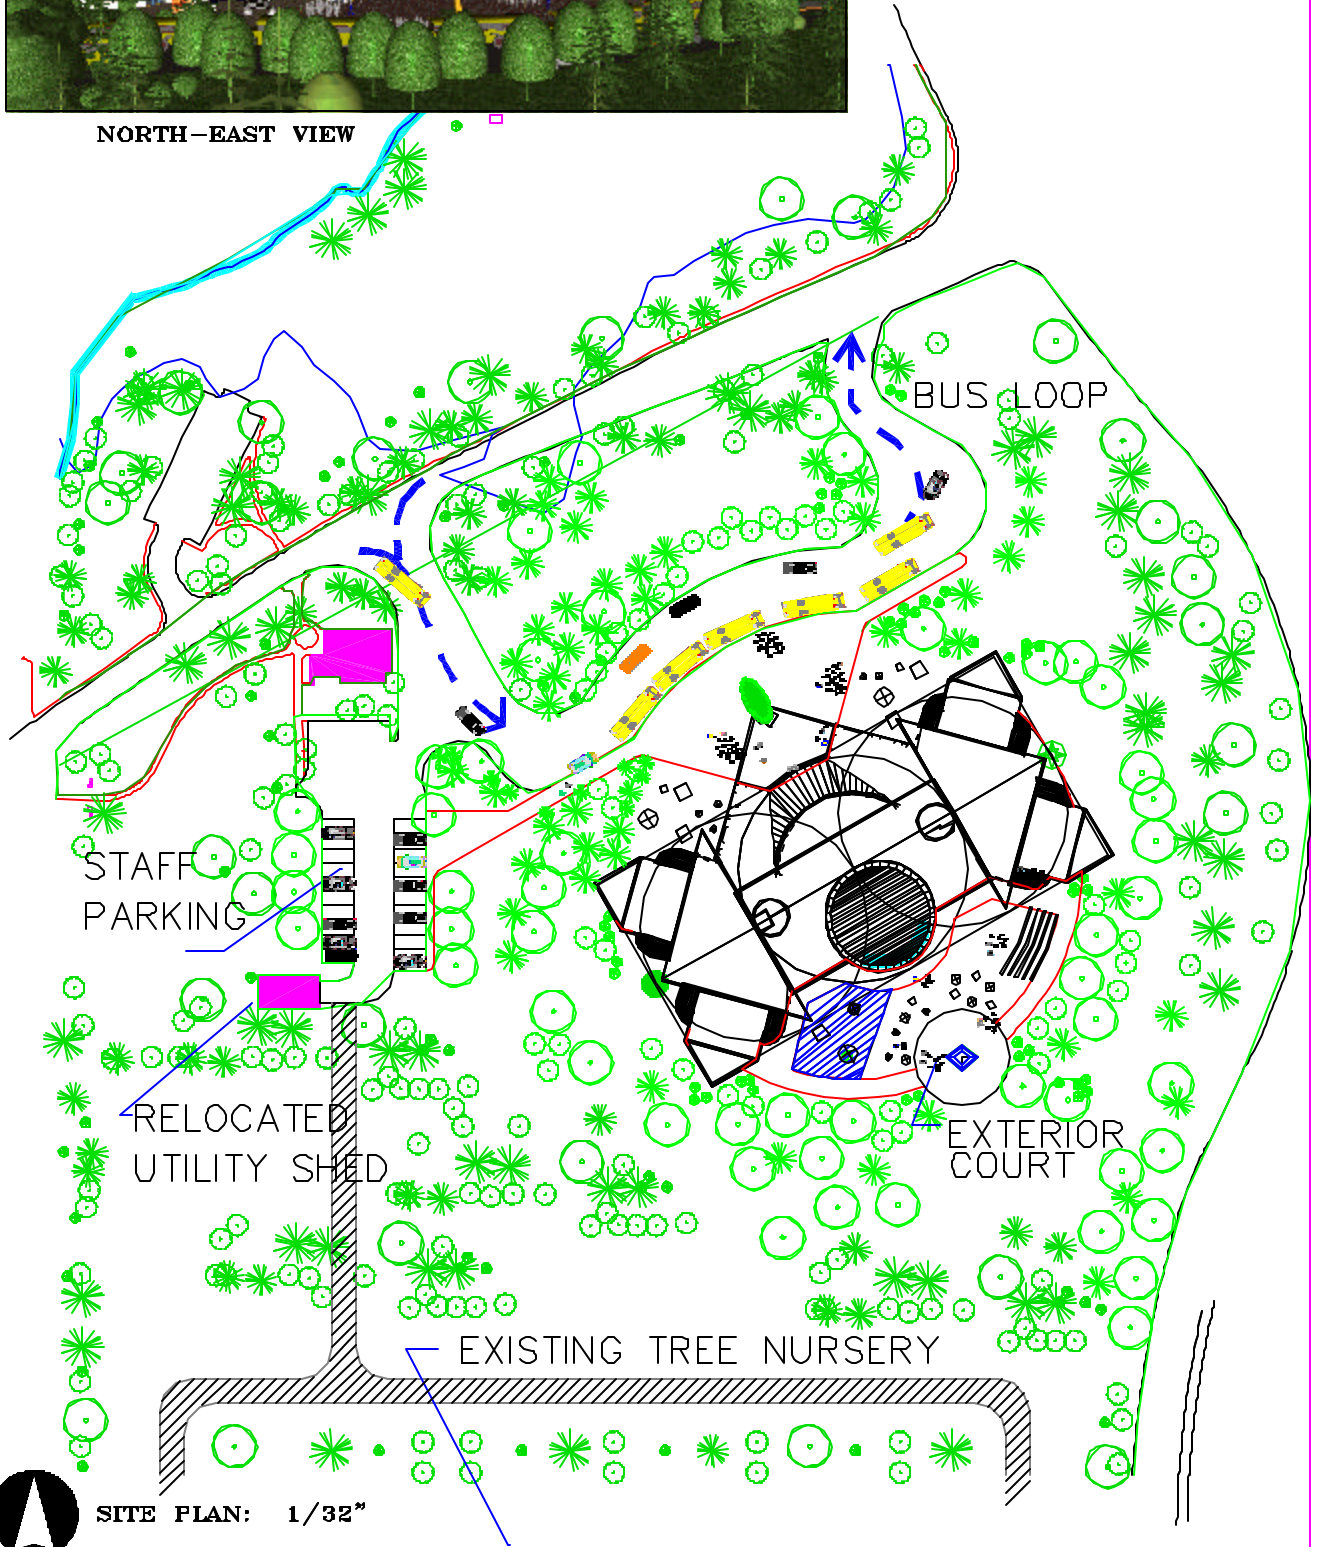 NORTH-EAST VIEW
BUS LOOP
STAFF
PARKING
RELOCATED
UTILITY SHED
EXTERIOR
COURT
EXISTING TREE NURSERY
SITE PLAN: 1/32"